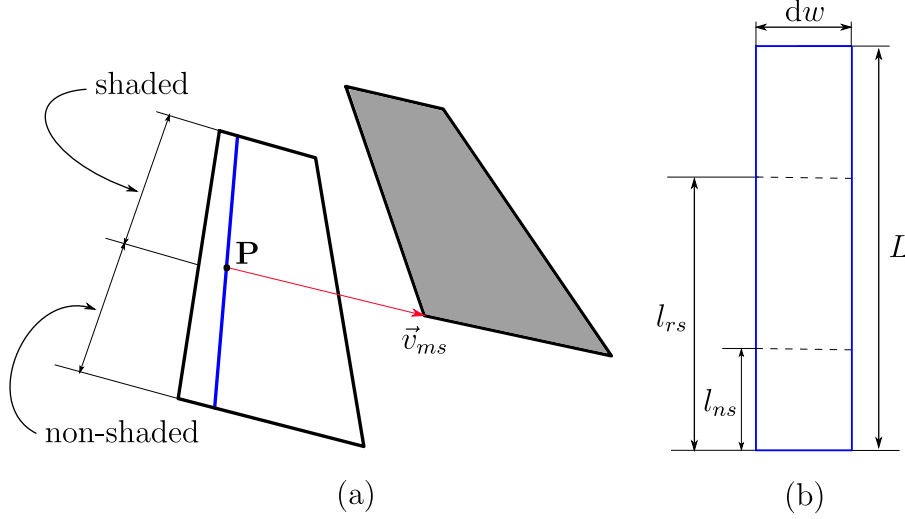 shaded
P
$\vec{v}_{ms}$
non-shaded
(a)
dw
L
$l_{rs}$
$l_{ns}$
(b)